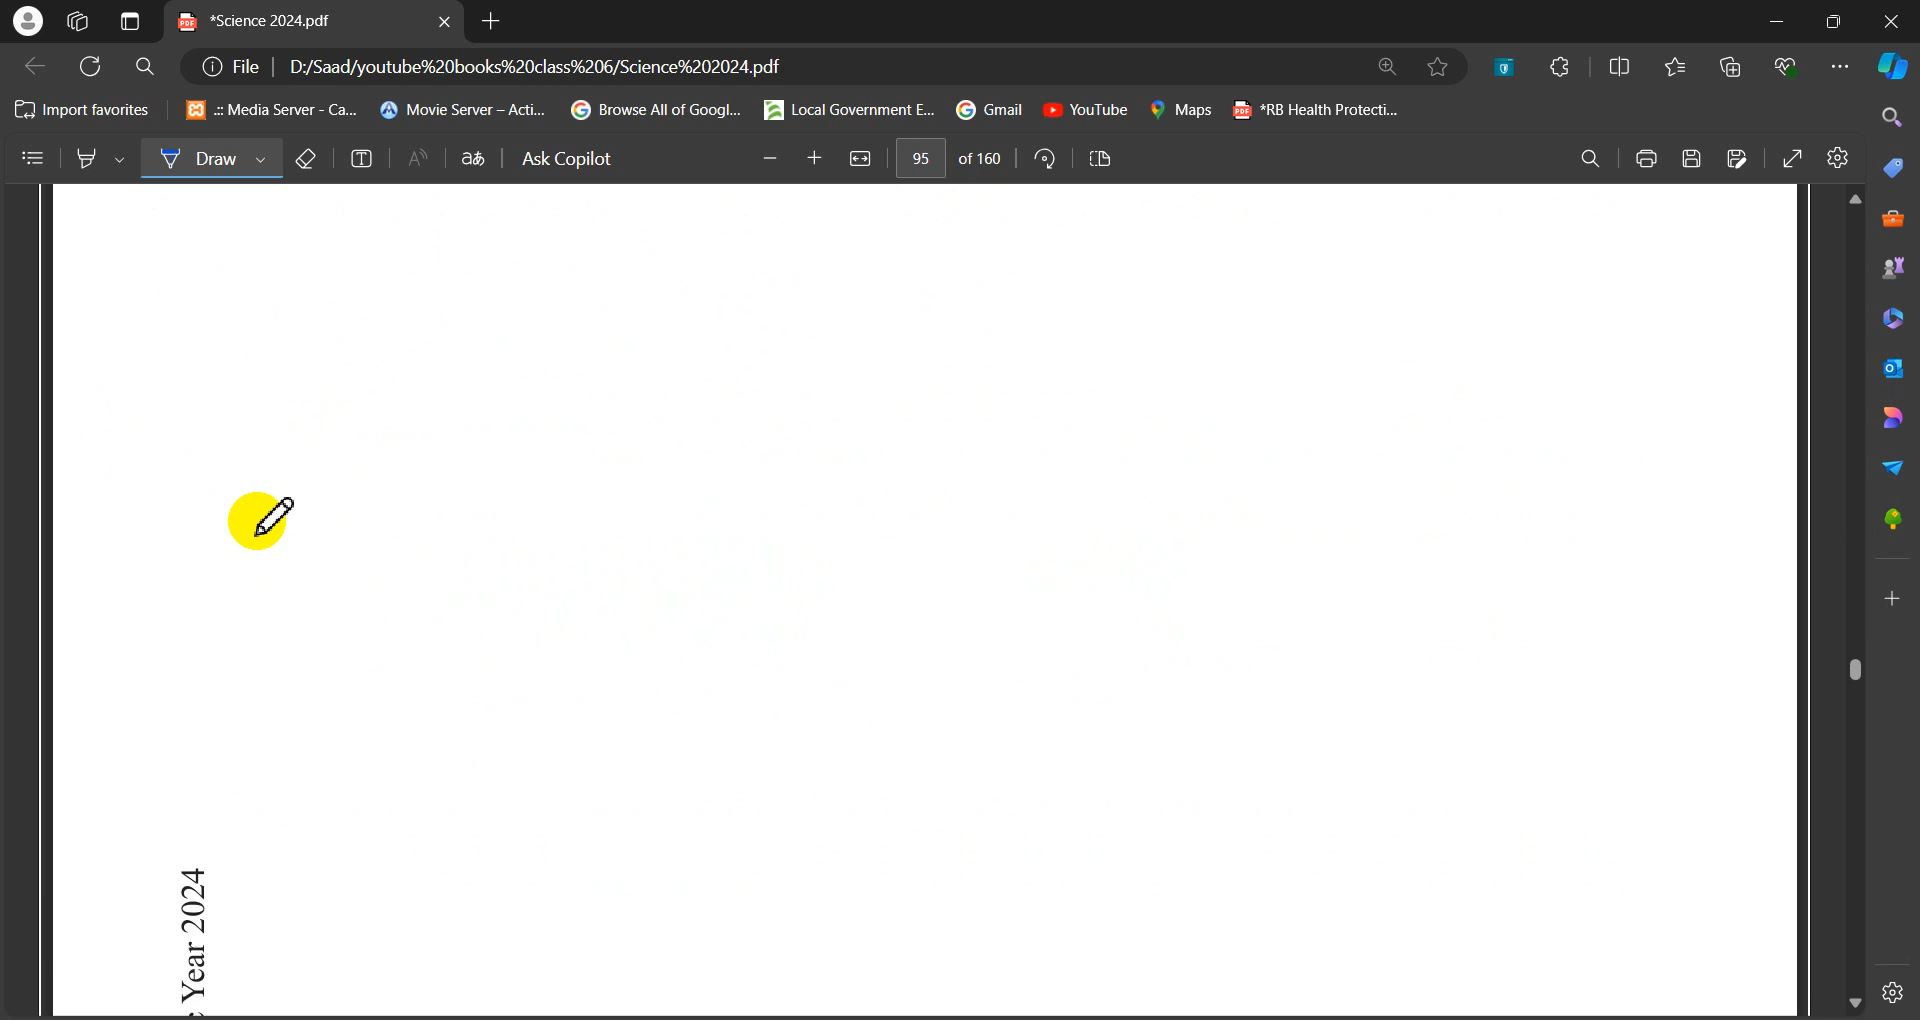 *Science 2024.pdf
File
D:/Saad/youtube%20books%20class%206/Science%202024.pdf
Import favorites
.:: Media Server - Ca...
Movie Server – Acti...
Browse All of Googl...
Local Government E...
Gmail
YouTube
Maps
*RB Health Protecti...
Draw
aあ
Ask Copilot
95
of 160
Year 2024